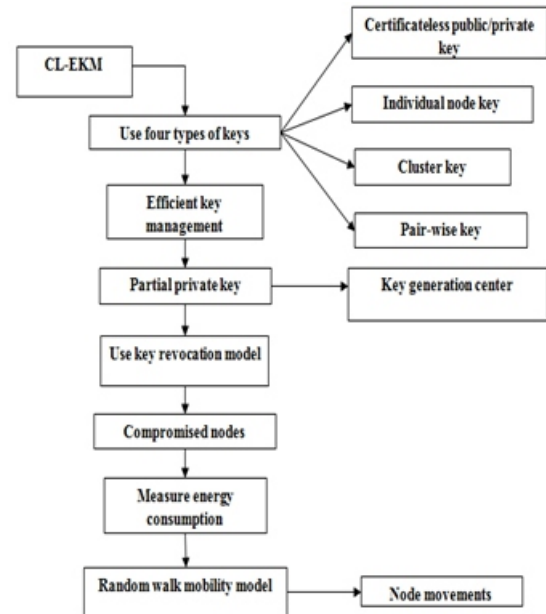 CL-EKM
Certificateless public/private
key
Individual node key
Use four types of keys
Cluster key
Efficient key
management
Pair-wise key
Partial private key
Key generation center
Use key revocation model
Compromised nodes
Measure energy
consumption
Random walk mobility model
Node movements